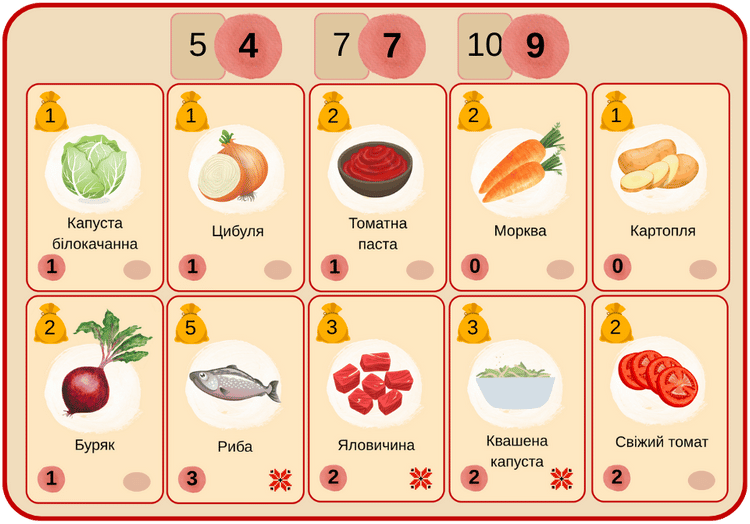 5 4 7 7 10 9
1 1 2 2 1
Капуста
білокачанна
Цибуля
Томатна
паста
Морква
Картопля
1 1 1 0 0
2 5 3 3 2
Буряк
Риба
Яловичина
Квашена
капуста
Свіжий томат
1 3 2 2 2